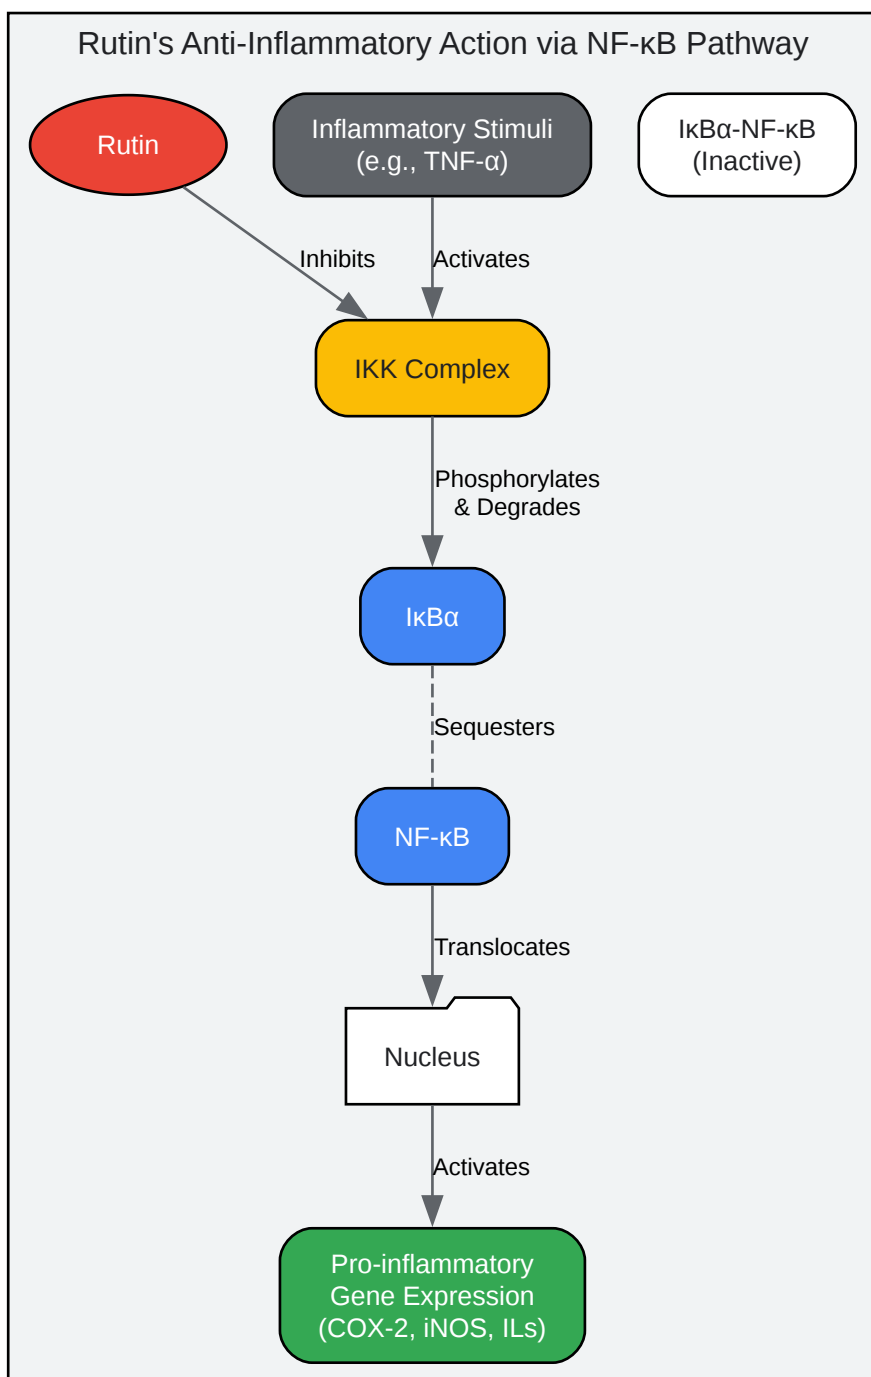 Rutin's Anti-Inflammatory Action via NF-κB Pathway
Rutin
Inflammatory Stimuli
(e.g., TNF-α)
IκBα-NF-κB
(Inactive)
Inhibits
Activates
IKK Complex
Phosphorylates
& Degrades
IκBα
Sequesters
NF-κB
Translocates
Nucleus
Activates
Pro-inflammatory
Gene Expression
(COX-2, iNOS, ILs)